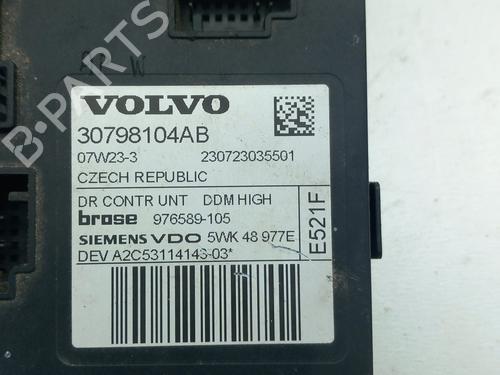 VOLVO
30798104AB
07W23-3 230723035501
CZECH REPUBLIC
DR CONTR UNT DDM HIGH
brose 976589-105
SIEMENS VDO 5WK 48 977E
DEV A2C53114143-03*
E521F
B-PARTS